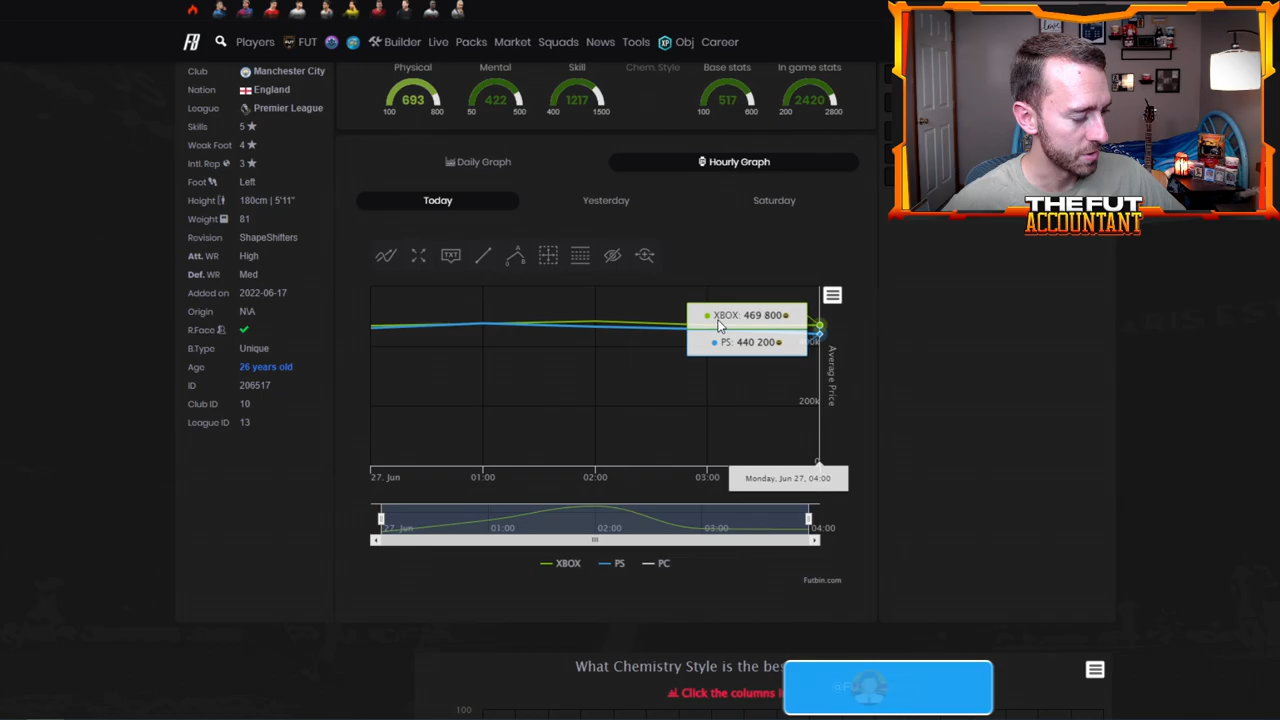 F8 Players FUT Builder Live Packs Market Squads News Tools XP Obj Career
Club Manchester City
Nation England
League Premier League
Skills 5
Weak Foot 4
Intl. Rep 3
Foot Left
Height 180cm | 5'11"
Weight 81
Revision ShapeShifters
Att. WR High
Def. WR Med
Added on 2022-06-17
Origin N\A
R.Face
B.Type Unique
Age 26 years old
ID 206517
Club ID 10
League ID 13
Physical Mental Skill Chem. Style Base stats In game stats
693 422 1217 517 2420
100 800 50 500 400 1500 100 600 200 2800
Daily Graph Hourly Graph
Today Yesterday Saturday
TXT A B
XBOX: 469 800
PS: 440 200
200k
0
Average Price
27. Jun 01:00 02:00 03:00
Monday, Jun 27, 04:00
27. Jun 01:00 02:00 03:00 04:00
XBOX PS PC
Futbin.com
What Chemistry Style is the bes
Click the columns i
100
THE FUT
ACCOUNTANT